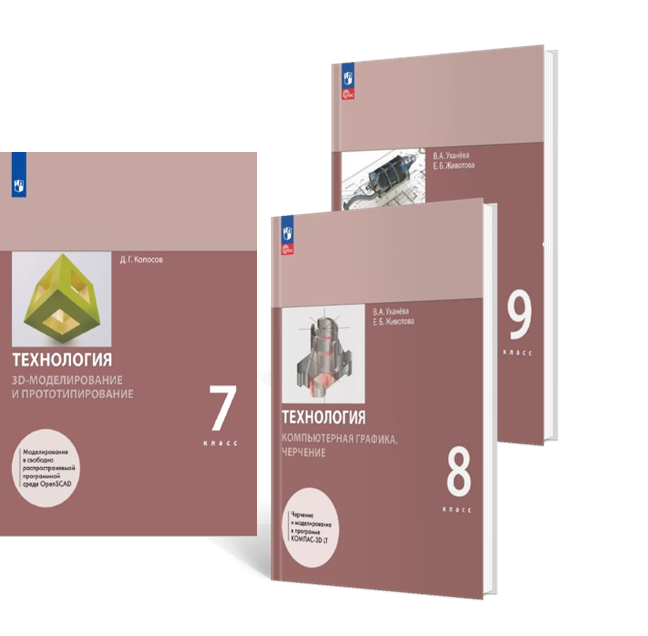 Д. Г. Копосов
ТЕХНОЛОГИЯ
3D-МОДЕЛИРОВАНИЕ
И ПРОТОТИПИРОВАНИЕ
7
класс
Моделирование
в свободно
распространяемой
программной
среде OpenSCAD
В.А. Уханёва
Е. Б. Животова
ТЕХНОЛОГИЯ
КОМПЬЮТЕРНАЯ ГРАФИКА,
ЧЕРЧЕНИЕ
8
класс
Черчение
и моделирование
в программе
КОМПАС-3D LT
В.А. Уханёва
Е. Б. Животова
9
класс